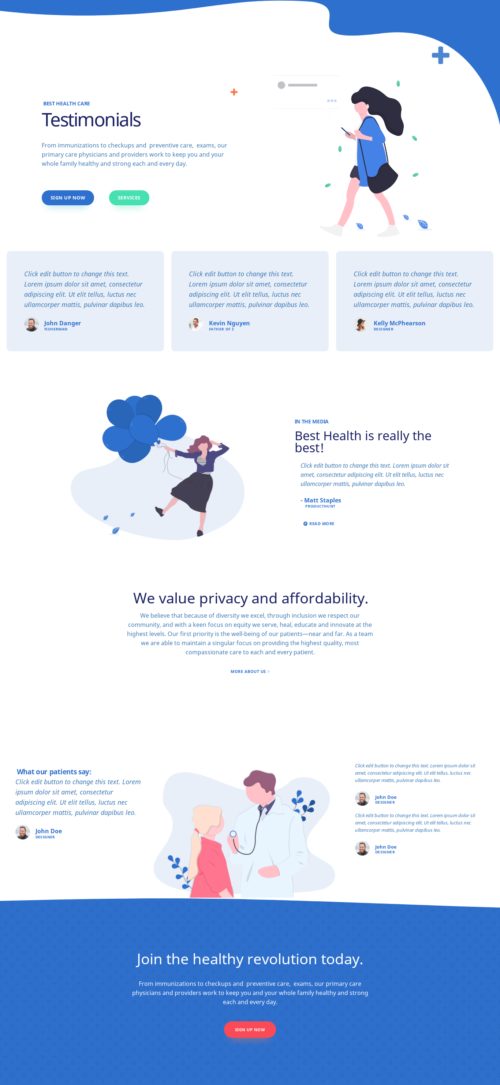 BEST HEALTH CARE
Testimonials
From immunizations to checkups and preventive care, exams, our
primary care physicians and providers work to keep you and your
whole family healthy and strong each and every day.
SIGN UP NOW
SERVICES
Click edit button to change this text.
Lorem ipsum dolor sit amet, consectetur
adipiscing elit. Ut elit tellus, luctus nec
ullamcorper mattis, pulvinar dapibus leo.
John Danger
FISHERMAN
Click edit button to change this text.
Lorem ipsum dolor sit amet, consectetur
adipiscing elit. Ut elit tellus, luctus nec
ullamcorper mattis, pulvinar dapibus leo.
Kevin Nguyen
FATHER OF 2
Click edit button to change this text.
Lorem ipsum dolor sit amet, consectetur
adipiscing elit. Ut elit tellus, luctus nec
ullamcorper mattis, pulvinar dapibus leo.
Kelly McPhearson
DESIGNER
IN THE MEDIA
Best Health is really the
best!
Click edit button to change this text. Lorem ipsum dolor sit
amet, consectetur adipiscing elit. Ut elit tellus, luctus nec
ullamcorper mattis, pulvinar dapibus leo.
- Matt Staples
PRODUCTHUNT
READ MORE
We value privacy and affordability.
We believe that because of diversity we excel, through inclusion we respect our
community, and with a keen focus on equity we serve, heal, educate and innovate at the
highest levels. Our first priority is the well-being of our patients—near and far. As a team
we are able to maintain a singular focus on providing the highest quality, most
compassionate care to each and every patient.
MORE ABOUT US
What our patients say:
Click edit button to change this text. Lorem
ipsum dolor sit amet, consectetur
adipiscing elit. Ut elit tellus, luctus nec
ullamcorper mattis, pulvinar dapibus leo.
John Doe
DESIGNER
Click edit button to change this text. Lorem ipsum dolor sit
amet, consectetur adipiscing elit. Ut elit tellus, luctus nec
ullamcorper mattis, pulvinar dapibus leo.
John Doe
DESIGNER
Click edit button to change this text. Lorem ipsum dolor sit
amet, consectetur adipiscing elit. Ut elit tellus, luctus nec
ullamcorper mattis, pulvinar dapibus leo.
John Doe
DESIGNER
Join the healthy revolution today.
From immunizations to checkups and preventive care, exams, our primary care
physicians and providers work to keep you and your whole family healthy and strong
each and every day.
SIGN UP NOW